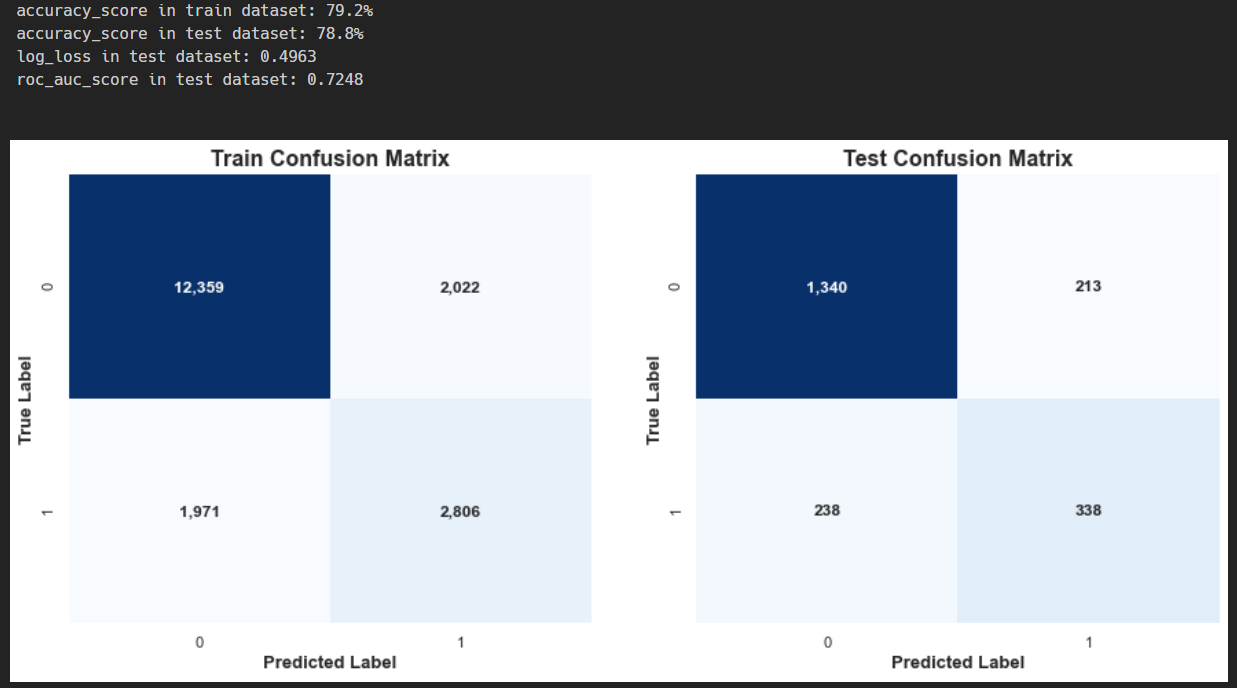 accuracy_score in train dataset: 79.2%
accuracy_score in test dataset: 78.8%
log_loss in test dataset: 0.4963
roc_auc_score in test dataset: 0.7248
Train Confusion Matrix
True Label
0
12,359
2,022
1
1,971
2,806
0
1
Predicted Label
Test Confusion Matrix
True Label
0
1,340
213
1
238
338
0
1
Predicted Label